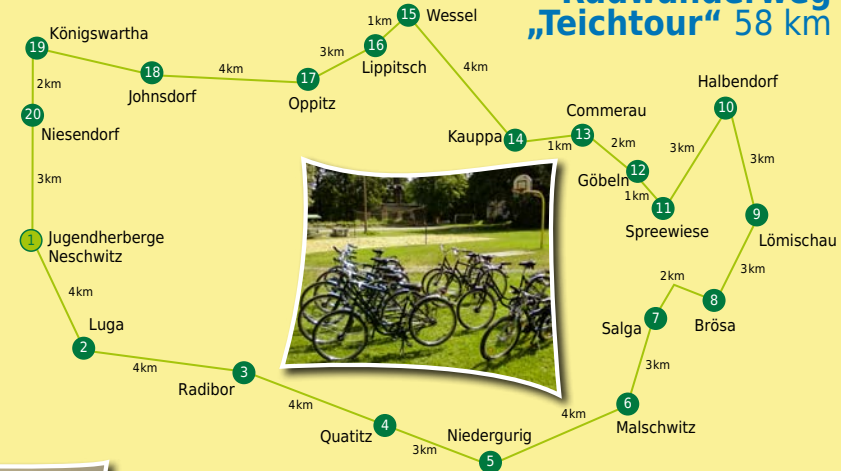 „Teichtour“ 58 km
15 Wessel
1km
16
Lippitsch
3km
17
Oppitz
4km
18
Johnsdorf
19
Königswartha
2km
20
Niesendorf
3km
1
Jugendherberge
Neschwitz
4km
Luga
2
4km
3
Radibor
4km
4
Quatitz
3km
Niedergurig
5
4km
6
Malschwitz
3km
7
Salga
2km
8
Brösa
3km
9
Lömischau
3km
Halbendorf
10
3km
11
Spreewiese
1km
12
Göbeln
2km
Commerau
13
1km
Kauppa 14
4km